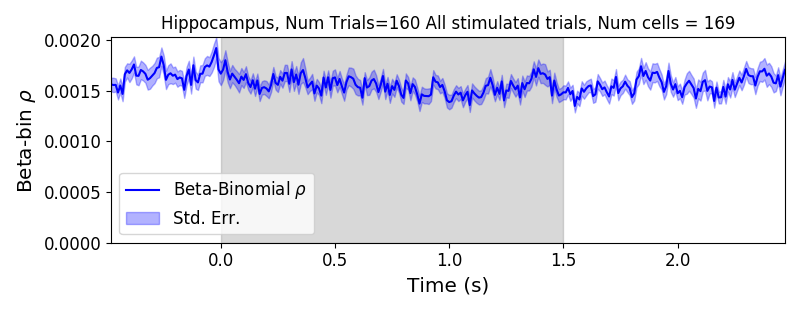 Hippocampus, Num Trials=160 All stimulated trials, Num cells = 169
Beta-bin ρ
0.0020
0.0015
0.0010
0.0005
0.0000
Beta-Binomial ρ
Std. Err.
0.0 0.5 1.0 1.5 2.0
Time (s)